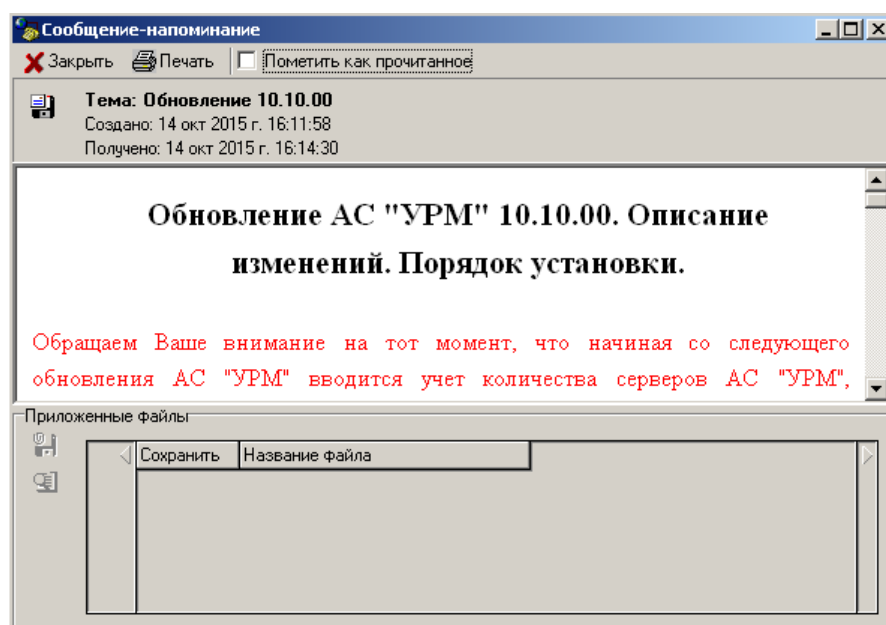 Сообщение-напоминание
Закрыть Печать Пометить как прочитанное
Тема: Обновление 10.10.00
Создано: 14 окт 2015 г. 16:11:58
Получено: 14 окт 2015 г. 16:14:30
Обновление АС "УРМ" 10.10.00. Описание
изменений. Порядок установки.
Обращаем Ваше внимание на тот момент, что начиная со следующего
обновления АС "УРМ" вводится учет количества серверов АС "УРМ",
Приложенные файлы
Сохранить Название файла